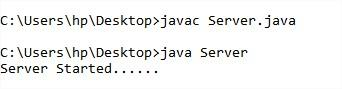 C:\Users\hp\Desktop>javac Server.java
C:\Users\hp\Desktop>java Server
Server Started......